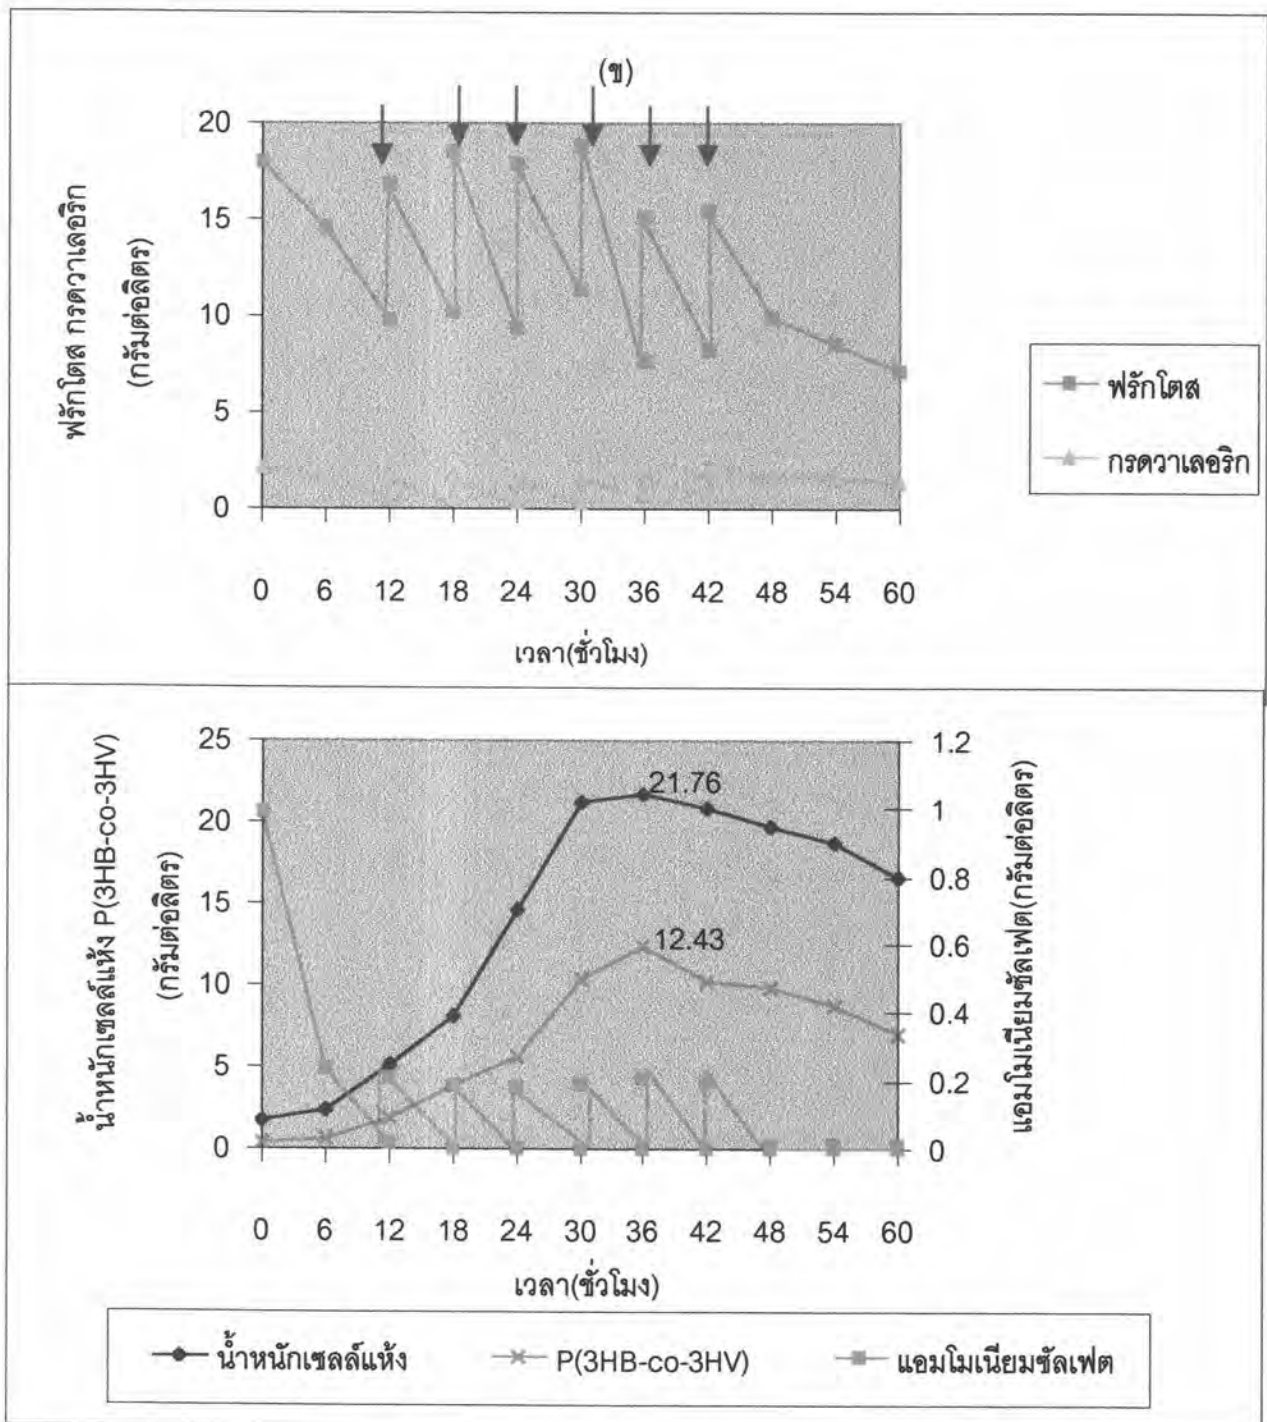 (ข)
ฟรักโตส กรดวาเลอริก
(กรัมต่อลิตร)
20
15
10
5
0
0 6 12 18 24 30 36 42 48 54 60
เวลา(ชั่วโมง)
ฟรักโตส
กรดวาเลอริก
น้ำหนักเซลล์แห้ง P(3HB-co-3HV)
(กรัมต่อลิตร)
25
20
15
10
5
0
21.76
12.43
1.2
1
0.8
0.6
0.4
0.2
0
แอมโมเนียมซัลเฟต(กรัมต่อลิตร)
0 6 12 18 24 30 36 42 48 54 60
เวลา(ชั่วโมง)
น้ำหนักเซลล์แห้ง P(3HB-co-3HV) แอมโมเนียมซัลเฟต